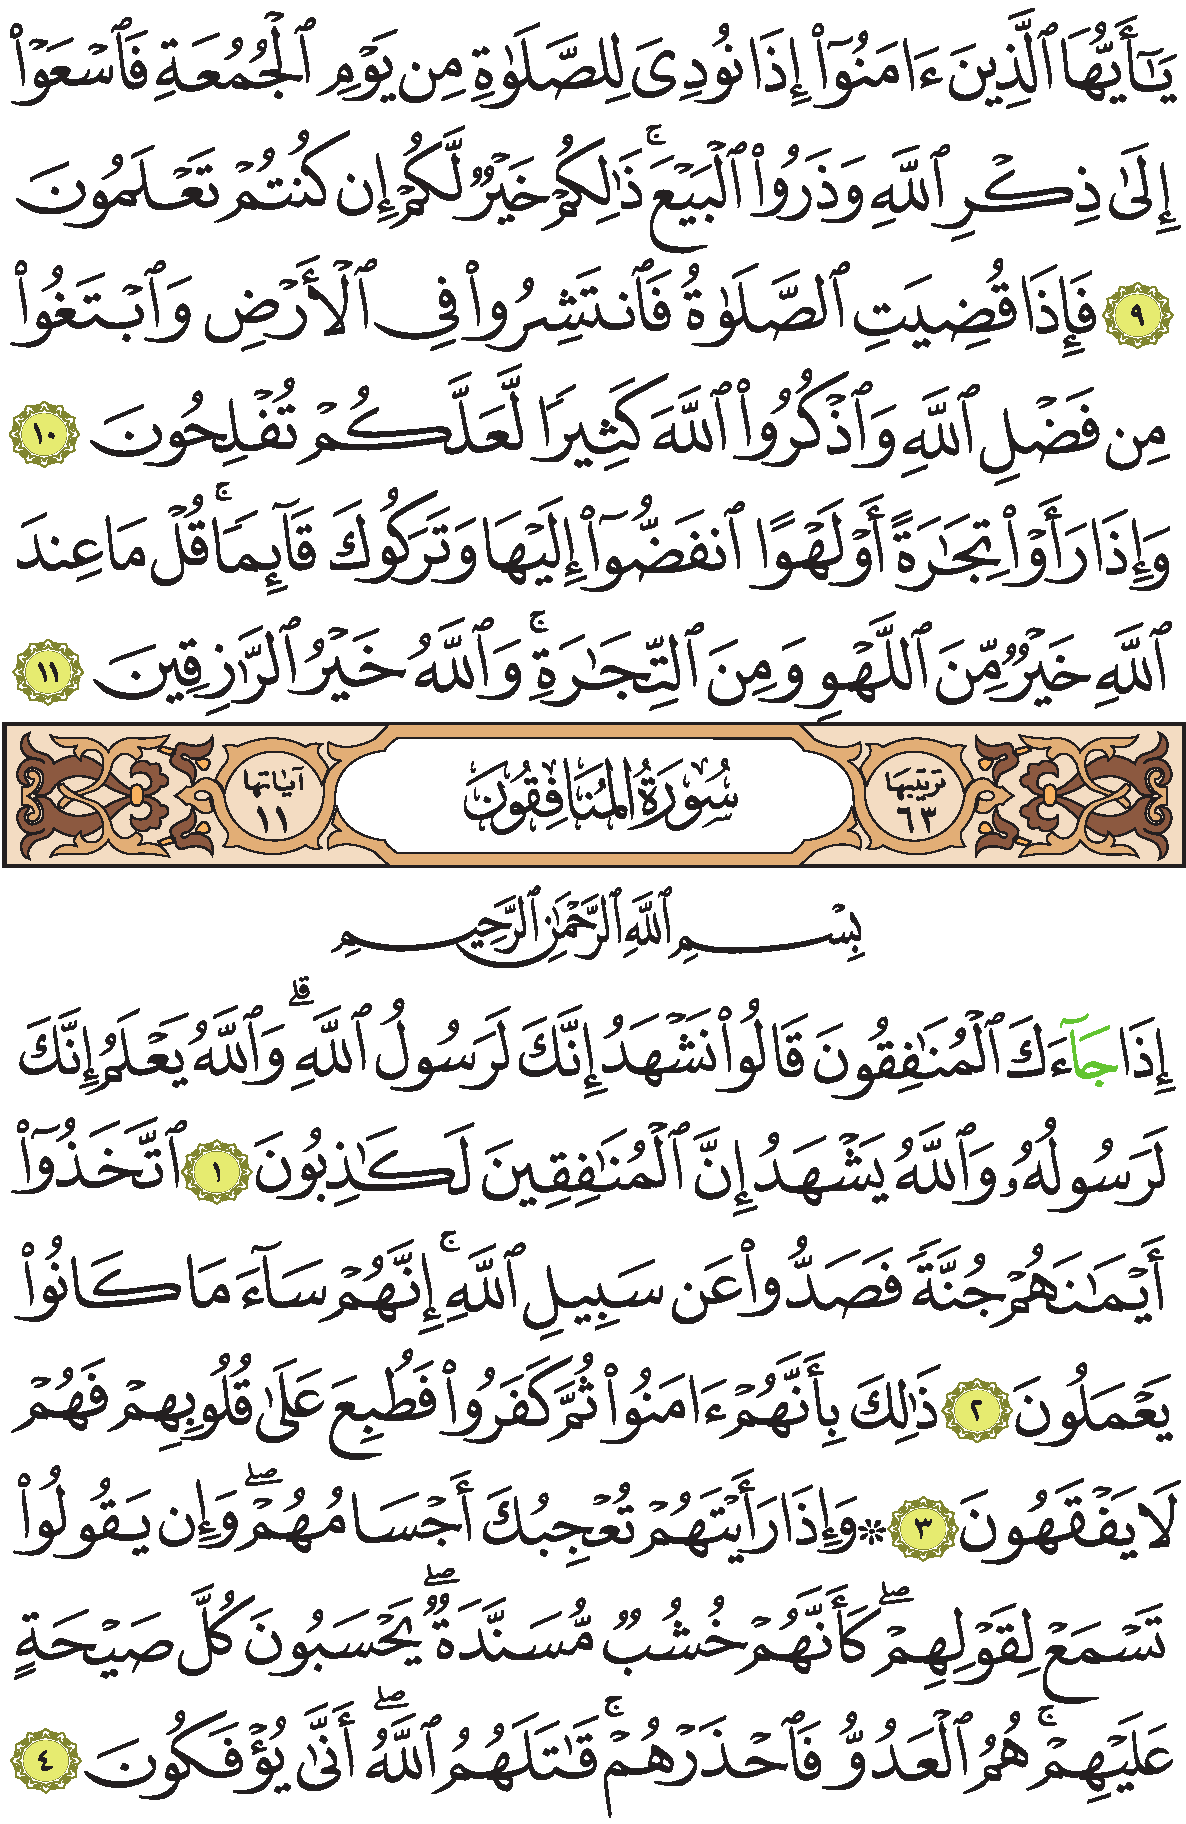 يَـٰٓأَيُّهَا ٱلَّذِينَ ءَامَنُوٓا۟ إِذَا نُودِىَ لِلصَّلَوٰةِ مِن يَوْمِ ٱلْجُمُعَةِ فَٱسْعَوْا۟
إِلَىٰ ذِكْرِ ٱللَّهِ وَذَرُوا۟ ٱلْبَيْعَ ۚ ذَٰلِكُمْ خَيْرٌ لَّكُمْ إِن كُنتُمْ تَعْلَمُونَ
٩ فَإِذَا قُضِيَتِ ٱلصَّلَوٰةُ فَٱنتَشِرُوا۟ فِى ٱلْأَرْضِ وَٱبْتَغُوا۟
مِن فَضْلِ ٱللَّهِ وَٱذْكُرُوا۟ ٱللَّهَ كَثِيرًا لَّعَلَّكُمْ تُفْلِحُونَ ١٠
وَإِذَا رَأَوْا۟ تِجَـٰرَةً أَوْ لَهْوًا ٱنفَضُّوٓا۟ إِلَيْهَا وَتَرَكُوكَ قَآئِمًا ۚ قُلْ مَا عِندَ
ٱللَّهِ خَيْرٌ مِّنَ ٱللَّهْوِ وَمِنَ ٱلتِّجَـٰرَةِ ۚ وَٱللَّهُ خَيْرُ ٱلرَّٰزِقِينَ ١١
ترتيبها ٦٣ سُورَةُ المُنَافِقُونَ آياتها ١١
بِسْمِ ٱللَّهِ ٱلرَّحْمَـٰنِ ٱلرَّحِيمِ
إِذَا جَآءَكَ ٱلْمُنَـٰفِقُونَ قَالُوا۟ نَشْهَدُ إِنَّكَ لَرَسُولُ ٱللَّهِ ۗ وَٱللَّهُ يَعْلَمُ إِنَّكَ
لَرَسُولُهُۥ وَٱللَّهُ يَشْهَدُ إِنَّ ٱلْمُنَـٰفِقِينَ لَكَـٰذِبُونَ ١ ٱتَّخَذُوٓا۟
أَيْمَـٰنَهُمْ جُنَّةً فَصَدُّوا۟ عَن سَبِيلِ ٱللَّهِ ۚ إِنَّهُمْ سَآءَ مَا كَانُوا۟
يَعْمَلُونَ ٢ ذَٰلِكَ بِأَنَّهُمْ ءَامَنُوا۟ ثُمَّ كَفَرُوا۟ فَطُبِعَ عَلَىٰ قُلُوبِهِمْ فَهُمْ
لَا يَفْقَهُونَ ٣ ۞ وَإِذَا رَأَيْتَهُمْ تُعْجِبُكَ أَجْسَامُهُمْ ۖ وَإِن يَقُولُوا۟
تَسْمَعْ لِقَوْلِهِمْ ۖ كَأَنَّهُمْ خُشُبٌ مُّسَنَّدَةٌ ۖ يَحْسَبُونَ كُلَّ صَيْحَةٍ
عَلَيْهِمْ ۚ هُمُ ٱلْعَدُوُّ فَٱحْذَرْهُمْ ۚ قَـٰتَلَهُمُ ٱللَّهُ ۖ أَنَّىٰ يُؤْفَكُونَ ٤